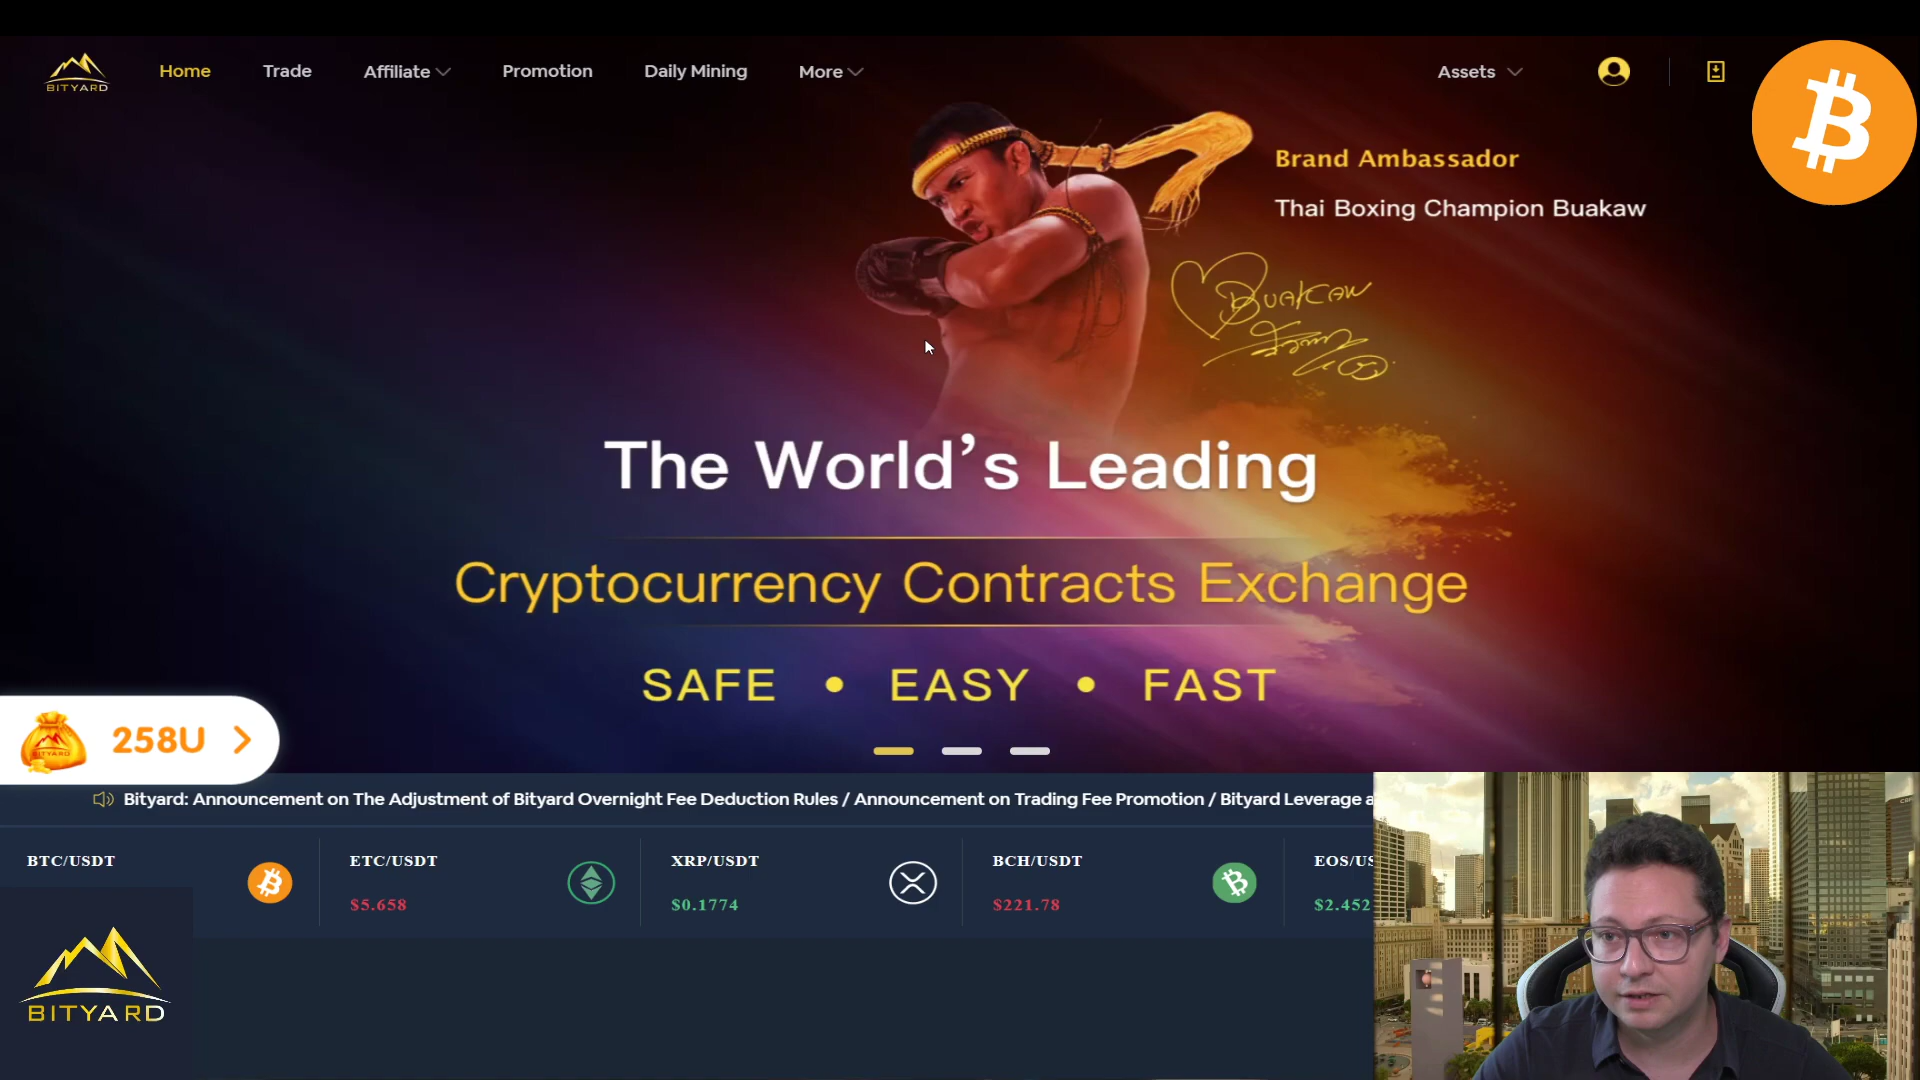 BITYARD
Home
Trade
Affiliate
Promotion
Daily Mining
More
Assets
Brand Ambassador
Thai Boxing Champion Buakaw
BUAKAW
The World's Leading
Cryptocurrency Contracts Exchange
SAFE • EASY • FAST
BITYARD
258U
Bityard: Announcement on The Adjustment of Bityard Overnight Fee Deduction Rules / Announcement on Trading Fee Promotion / Bityard Leverage a
BTC/USDT
ETC/USDT
$5.658
XRP/USDT
$0.1774
BCH/USDT
$221.78
EOS/US
$2.452
BITYARD